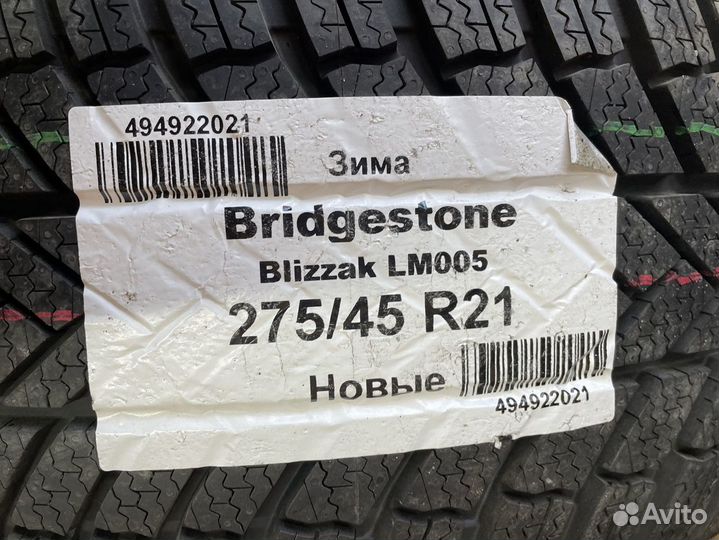 494922021
Зима
Bridgestone
Blizzak LM005
275/45 R21
Новые
494922021
Avito